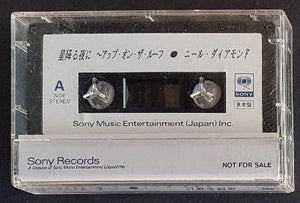 星降る夜に ～アップ・オン・ザ・ルーフ ● ニール・ダイアモンド
A
SIDE
STEREO
SONY
見本盤
Sony Music Entertainment (Japan) Inc.
Sony Records
A Division of Sony Music Entertainment (Japan) Inc.
NOT FOR SALE